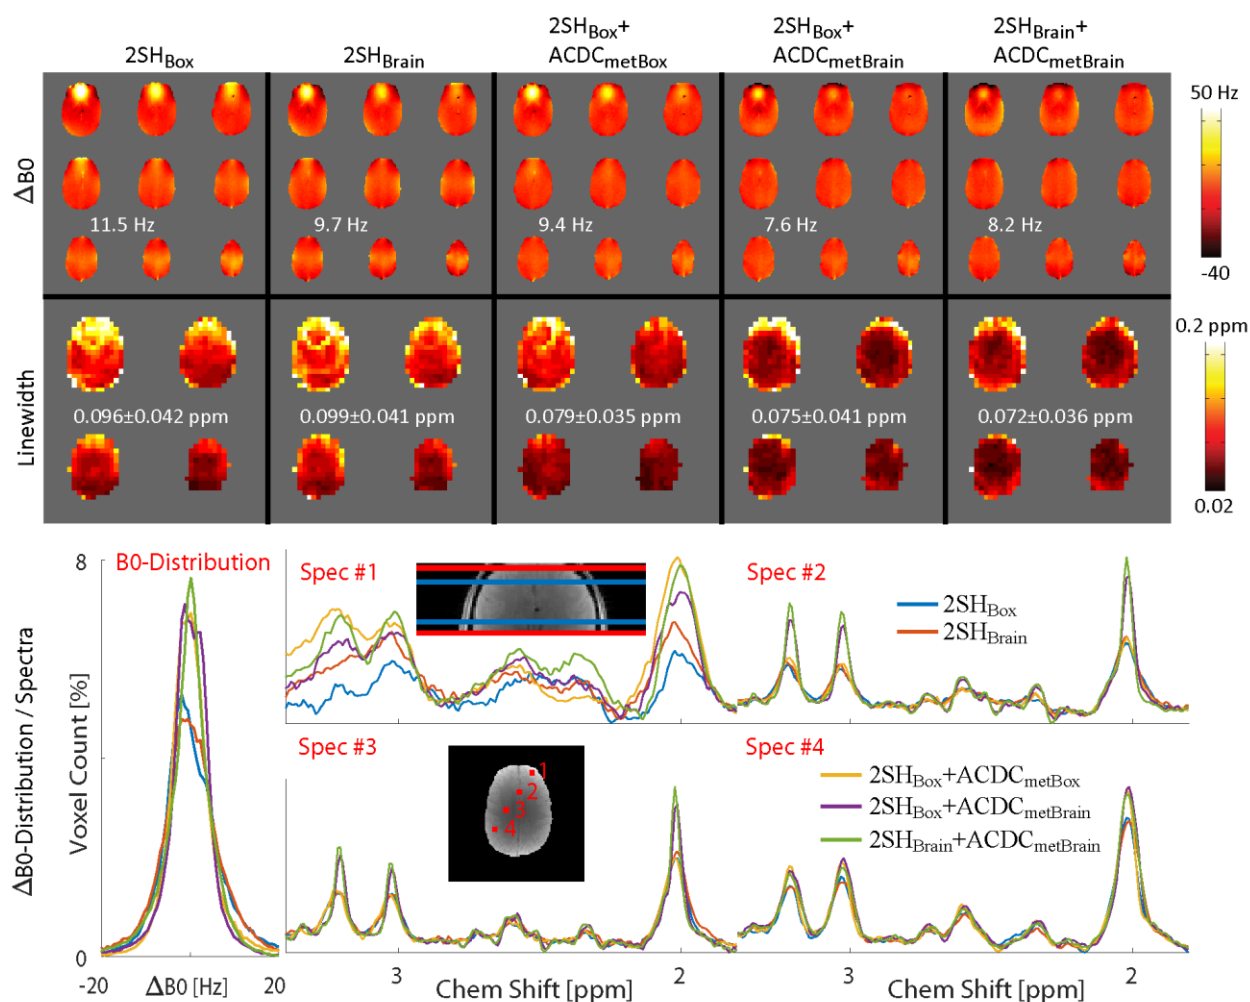 2SHBox
2SHBrain
2SHBox+
ACDCmetBox
2SHBox+
ACDCmetBrain
2SHBrain+
ACDCmetBrain
ΔB0
11.5 Hz
9.7 Hz
9.4 Hz
7.6 Hz
8.2 Hz
50 Hz
-40
Linewidth
0.096±0.042 ppm
0.099±0.041 ppm
0.079±0.035 ppm
0.075±0.041 ppm
0.072±0.036 ppm
0.2 ppm
0.02
ΔB0-Distribution / Spectra
Voxel Count [%]
8
0
B0-Distribution
-20
ΔB0 [Hz]
20
Spec #1
Spec #2
2SHBox
2SHBrain
3
2
3
2
Spec #3
1
2
3
4
Spec #4
2SHBox+ACDCmetBox
2SHBox+ACDCmetBrain
2SHBrain+ACDCmetBrain
3
2
Chem Shift [ppm]
3
2
Chem Shift [ppm]